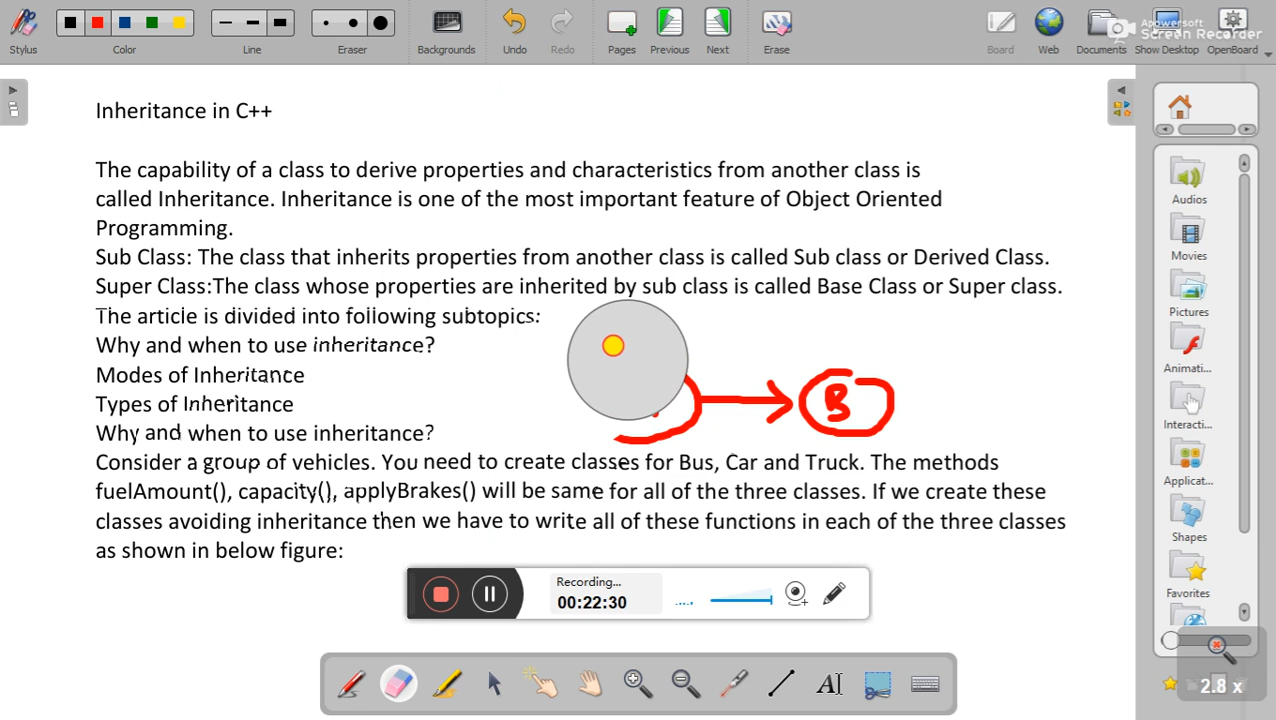 Stylus
Color
Line
Eraser
Backgrounds
Undo
Redo
Pages
Previous
Next
Erase
Board
Web
Documents
Show Desktop
OpenBoard
Apowersoft
Screen Recorder
Inheritance in C++
The capability of a class to derive properties and characteristics from another class is
called Inheritance. Inheritance is one of the most important feature of Object Oriented
Programming.
Sub Class: The class that inherits properties from another class is called Sub class or Derived Class.
Super Class:The class whose properties are inherited by sub class is called Base Class or Super class.
The article is divided into following subtopics:
Why and when to use inheritance?
Modes of Inheritance
Types of Inheritance
B
Why and when to use inheritance?
Consider a group of vehicles. You need to create classes for Bus, Car and Truck. The methods
fuelAmount(), capacity(), applyBrakes() will be same for all of the three classes. If we create these
classes avoiding inheritance then we have to write all of these functions in each of the three classes
as shown in below figure:
Recording...
00:22:30
Audios
Movies
Pictures
Animati...
Interacti...
Applicati...
Shapes
Favorites
2.8 x
AI